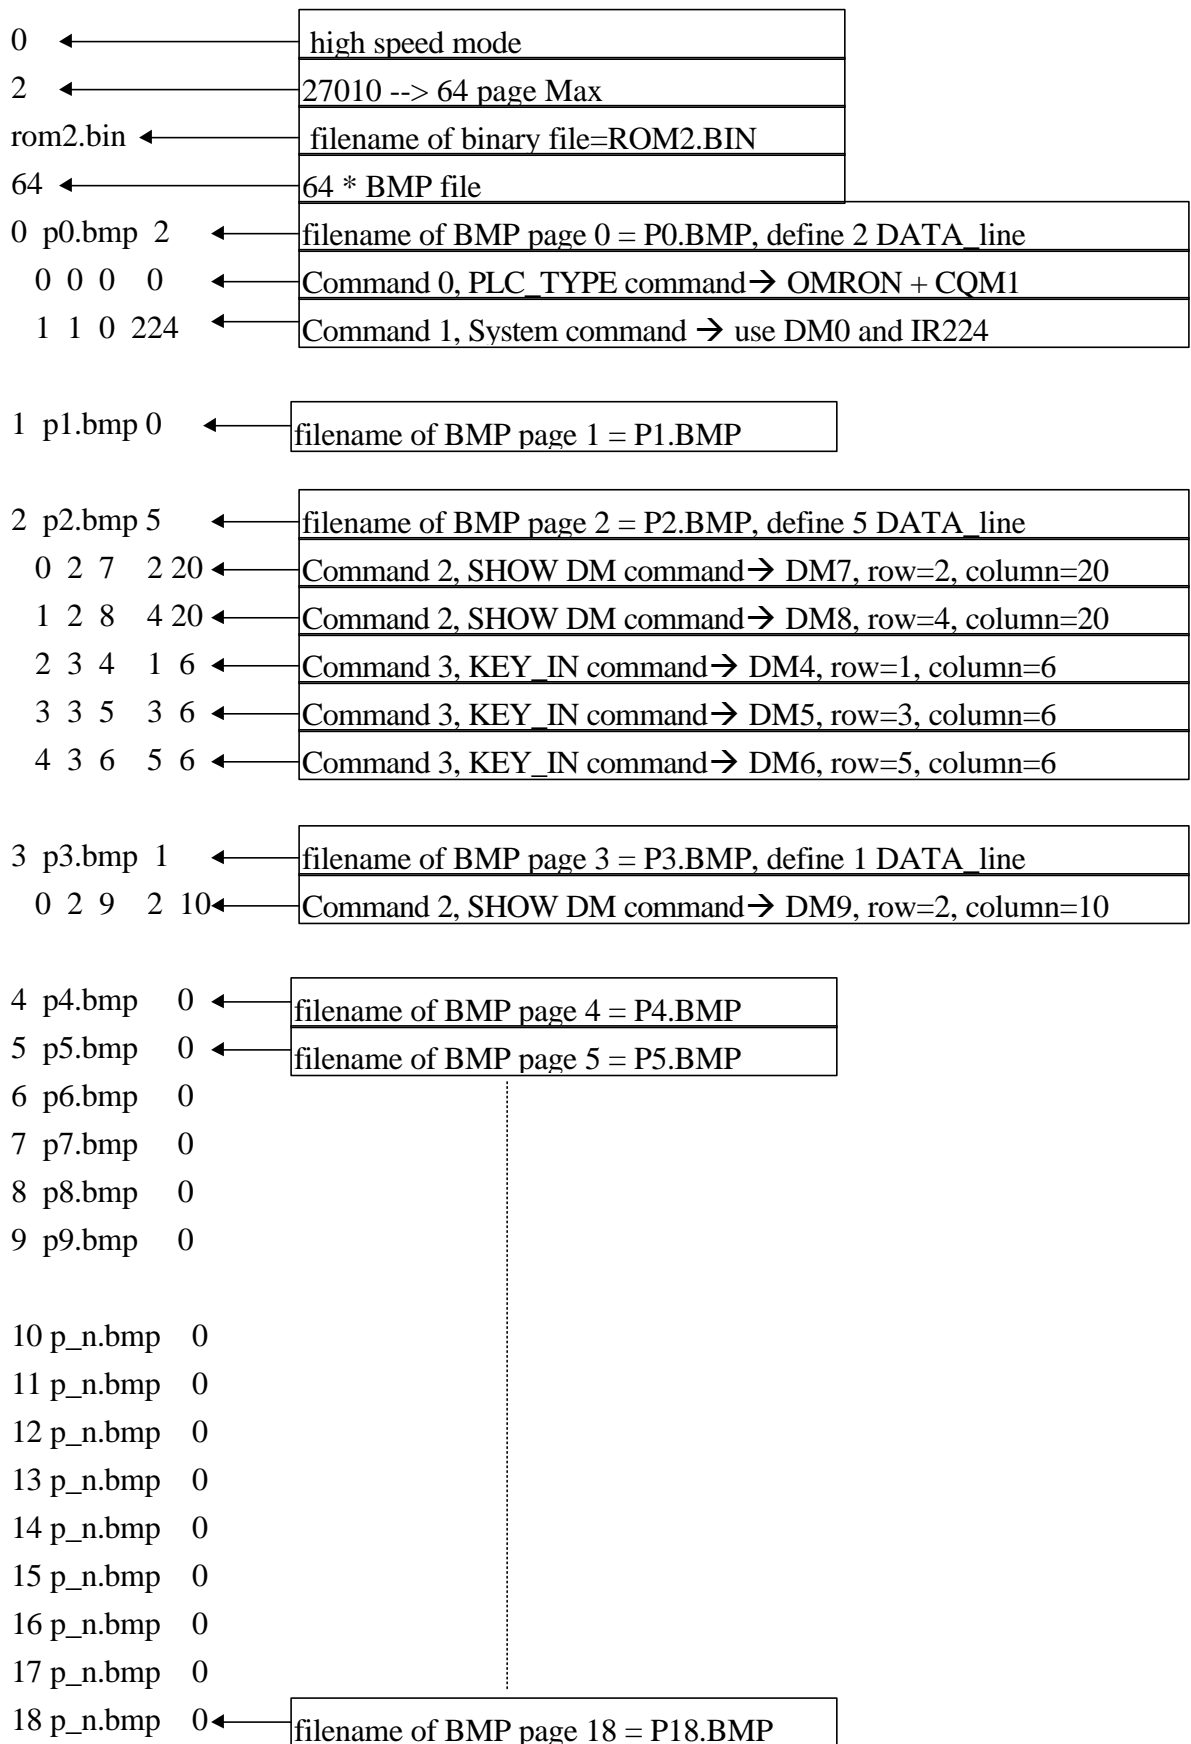 0 high speed mode
2 27010 --> 64 page Max
rom2.bin filename of binary file=ROM2.BIN
64 64 * BMP file
0 p0.bmp 2 filename of BMP page 0 = P0.BMP, define 2 DATA_line
0 0 0 0 Command 0, PLC_TYPE command→ OMRON + CQM1
1 1 0 224 Command 1, System command → use DM0 and IR224
1 p1.bmp 0 filename of BMP page 1 = P1.BMP
2 p2.bmp 5 filename of BMP page 2 = P2.BMP, define 5 DATA_line
0 2 7 2 20 Command 2, SHOW DM command→ DM7, row=2, column=20
1 2 8 4 20 Command 2, SHOW DM command→ DM8, row=4, column=20
2 3 4 1 6 Command 3, KEY_IN command→ DM4, row=1, column=6
3 3 5 3 6 Command 3, KEY_IN command→ DM5, row=3, column=6
4 3 6 5 6 Command 3, KEY_IN command→ DM6, row=5, column=6
3 p3.bmp 1 filename of BMP page 3 = P3.BMP, define 1 DATA_line
0 2 9 2 10 Command 2, SHOW DM command→ DM9, row=2, column=10
4 p4.bmp 0 filename of BMP page 4 = P4.BMP
5 p5.bmp 0 filename of BMP page 5 = P5.BMP
6 p6.bmp 0
7 p7.bmp 0
8 p8.bmp 0
9 p9.bmp 0
10 p_n.bmp 0
11 p_n.bmp 0
12 p_n.bmp 0
13 p_n.bmp 0
14 p_n.bmp 0
15 p_n.bmp 0
16 p_n.bmp 0
17 p_n.bmp 0
18 p_n.bmp 0 filename of BMP page 18 = P18.BMP